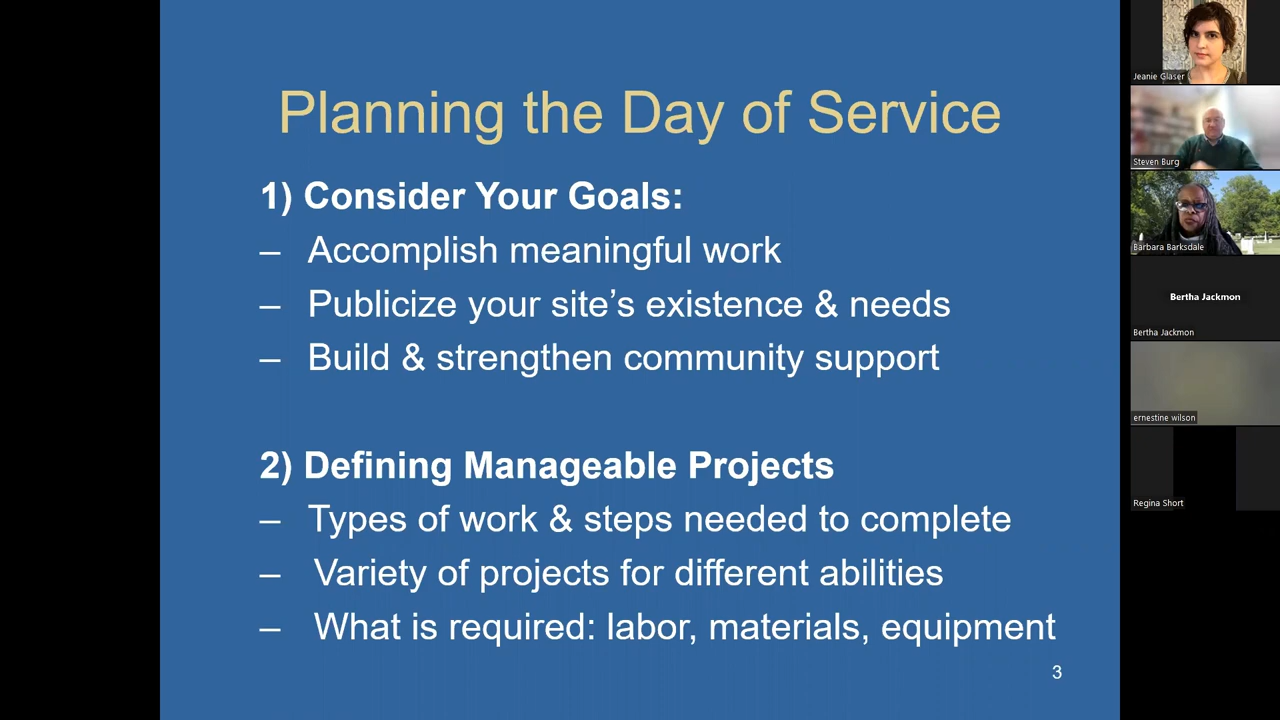 Planning the Day of Service
1) Consider Your Goals:
– Accomplish meaningful work
– Publicize your site’s existence & needs
– Build & strengthen community support
2) Defining Manageable Projects
– Types of work & steps needed to complete
– Variety of projects for different abilities
– What is required: labor, materials, equipment
3
Jeanie Glaser
Steven Burg
Barbara Barksdale
Bertha Jackmon
Bertha Jackmon
ernestine wilson
Regina Short